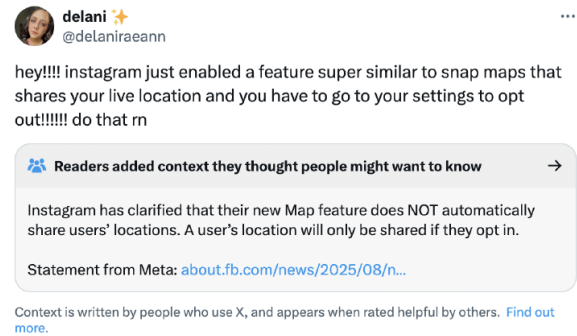 delani ✨
@delaniraeann
hey!!!! instagram just enabled a feature super similar to snap maps that
shares your live location and you have to go to your settings to opt
out!!!!!! do that rn
Readers added context they thought people might want to know
Instagram has clarified that their new Map feature does NOT automatically
share users' locations. A user's location will only be shared if they opt in.
Statement from Meta: about.fb.com/news/2025/08/n...
Context is written by people who use X, and appears when rated helpful by others. Find out
more.